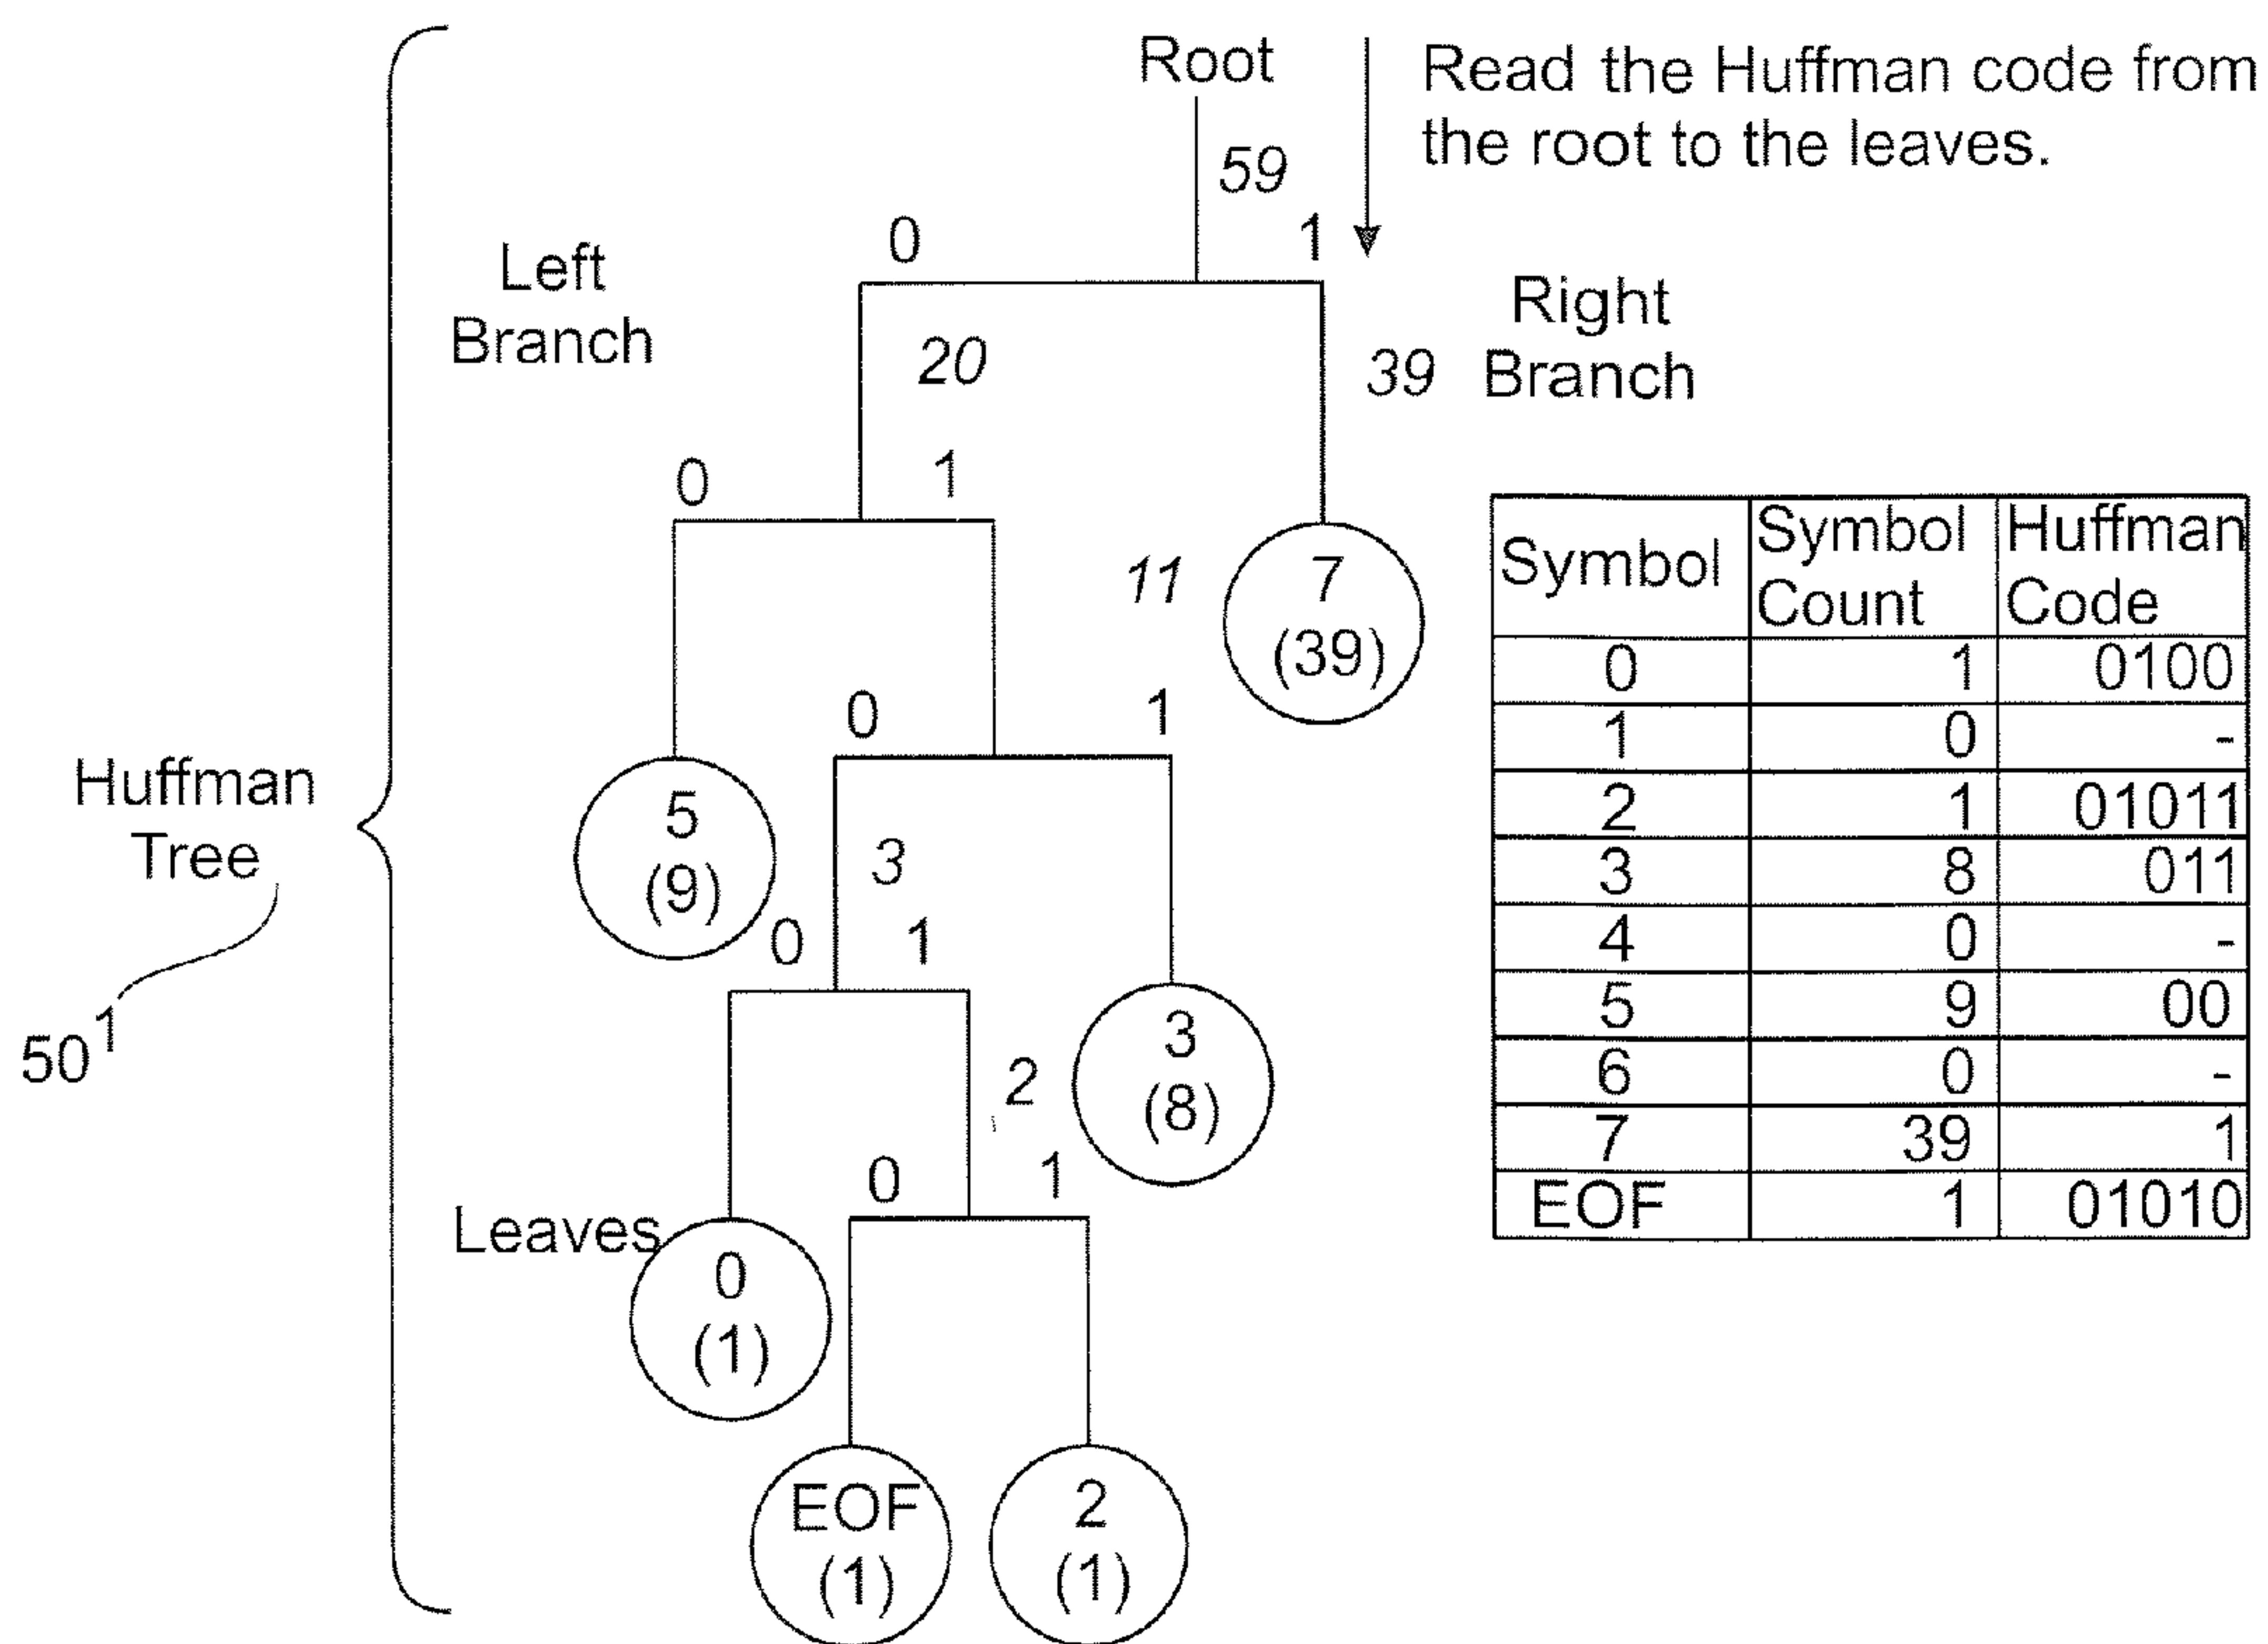 Root
Read the Huffman code from
the root to the leaves.
59
0
1
Left
Branch
Right
Branch
20
39
0
1
11
7
(39)
0
1
Huffman
Tree
5
(9)
3
0
1
3
(8)
50
1
2
0
1
Leaves
0
(1)
EOF
(1)
2
(1)
Symbol
Symbol
Count
Huffman
Code
0 1 0100
1 0 -
2 1 01011
3 8 011
4 0 -
5 9 00
6 0 -
7 39 1
EOF 1 01010